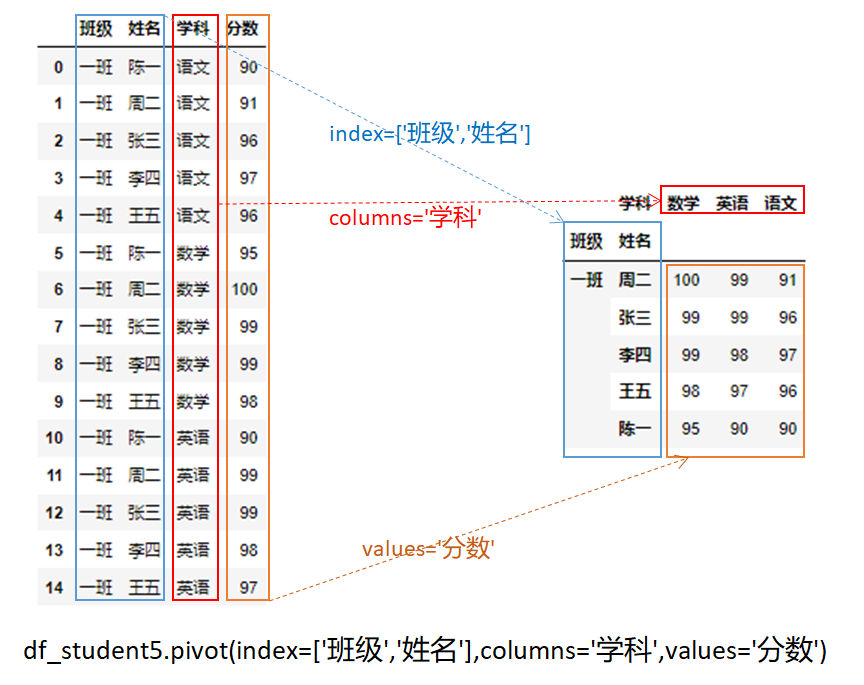 班级 姓名 学科 分数
0 一班 陈一 语文 90
1 一班 周二 语文 91
2 一班 张三 语文 96
3 一班 李四 语文 97
4 一班 王五 语文 96
5 一班 陈一 数学 95
6 一班 周二 数学 100
7 一班 张三 数学 99
8 一班 李四 数学 99
9 一班 王五 数学 98
10 一班 陈一 英语 90
11 一班 周二 英语 99
12 一班 张三 英语 99
13 一班 李四 英语 98
14 一班 王五 英语 97
index=['班级','姓名']
columns='学科'
values='分数'
学科 数学 英语 语文
班级 姓名
一班 周二 100 99 91
张三 99 99 96
李四 99 98 97
王五 98 97 96
陈一 95 90 90
df_student5.pivot(index=['班级','姓名'],columns='学科',values='分数')